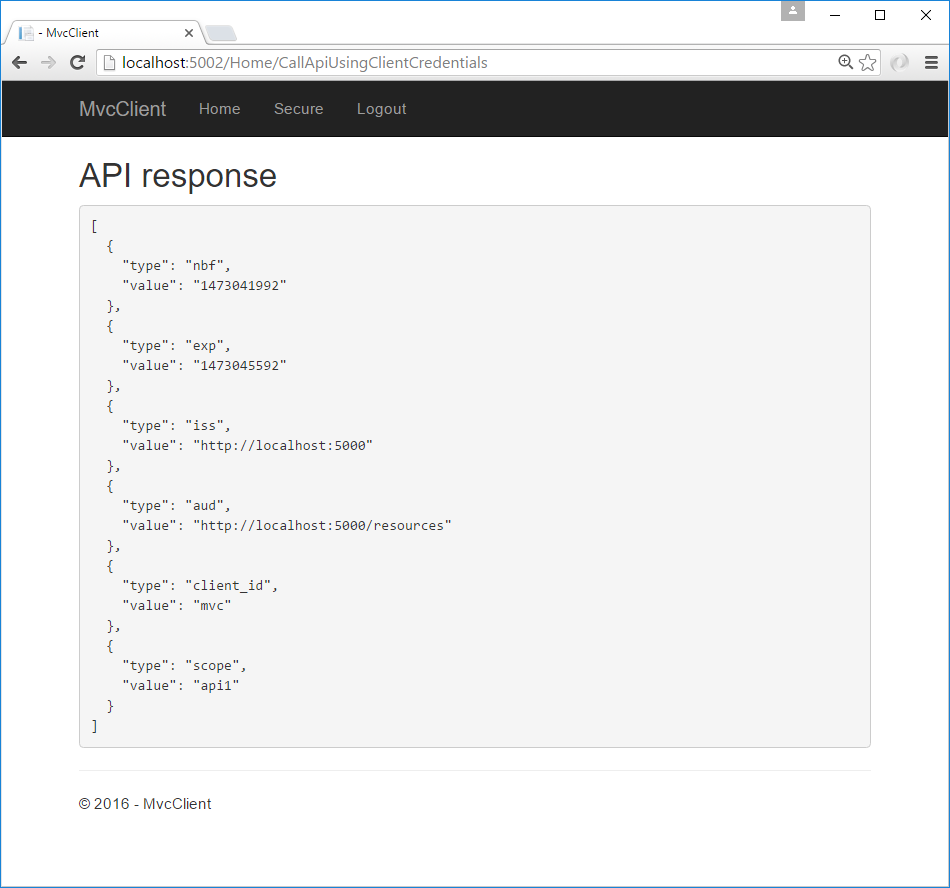 - MvcClient
localhost:5002/Home/CallApiUsingClientCredentials
MvcClient Home Secure Logout
API response
[
  {
    "type": "nbf",
    "value": "1473041992"
  },
  {
    "type": "exp",
    "value": "1473045592"
  },
  {
    "type": "iss",
    "value": "http://localhost:5000"
  },
  {
    "type": "aud",
    "value": "http://localhost:5000/resources"
  },
  {
    "type": "client_id",
    "value": "mvc"
  },
  {
    "type": "scope",
    "value": "api1"
  }
]
© 2016 - MvcClient